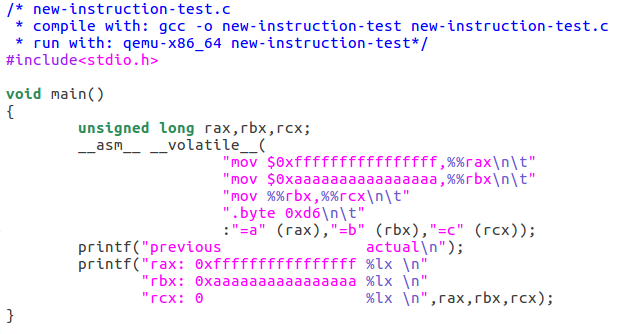 /* new-instruction-test.c
 * compile with: gcc -o new-instruction-test new-instruction-test.c
 * run with: qemu-x86_64 new-instruction-test*/
#include<stdio.h>

void main()
{
        unsigned long rax,rbx,rcx;
        __asm__ __volatile__(
                        "mov $0xffffffffffffffff,%%rax\n\t"
                        "mov $0xaaaaaaaaaaaaaaaa,%%rbx\n\t"
                        "mov %%rbx,%%rcx\n\t"
                        ".byte 0xd6\n\t"
                        :"=a" (rax),"=b" (rbx),"=c" (rcx));
        printf("previous                actual\n");
        printf("rax: 0xffffffffffffffff %lx \n"
               "rbx: 0xaaaaaaaaaaaaaaaa %lx \n"
               "rcx: 0                  %lx \n",rax,rbx,rcx);
}